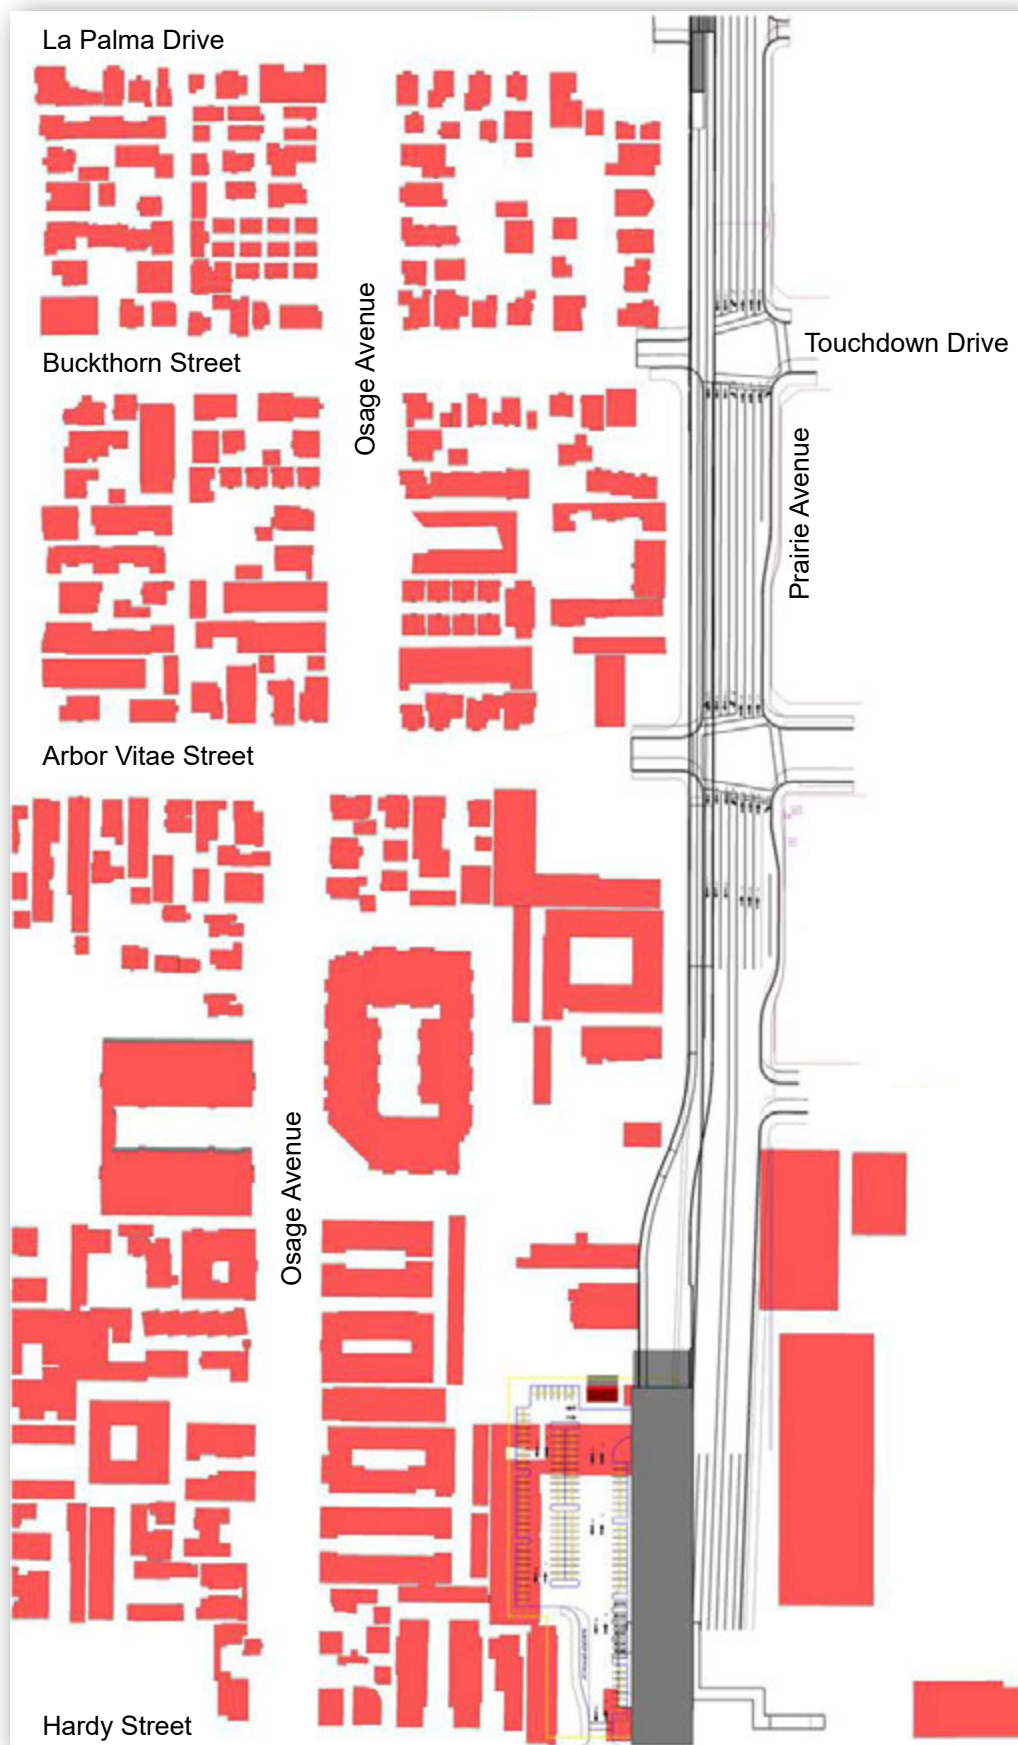 La Palma Drive
Osage Avenue
Touchdown Drive
Buckthorn Street
Prairie Avenue
Arbor Vitae Street
Osage Avenue
Hardy Street